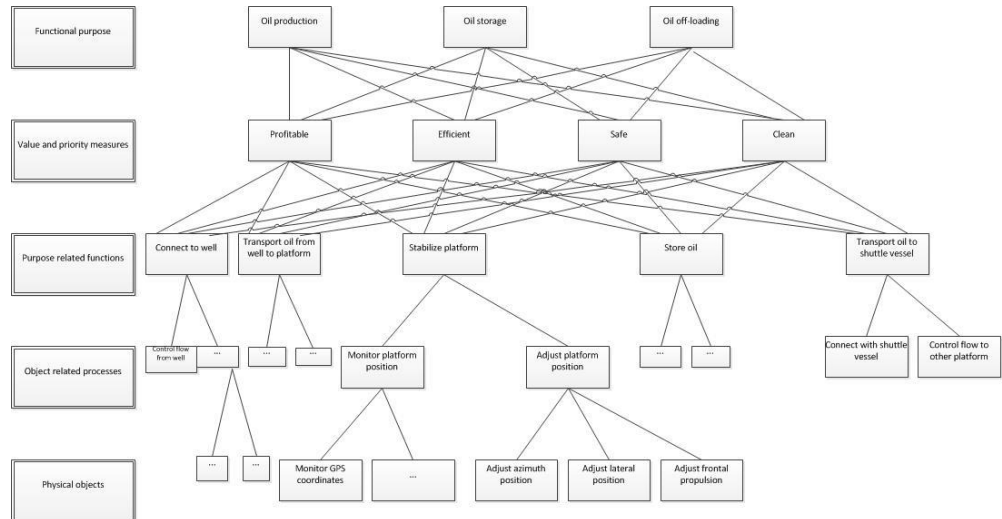 Functional purpose
Oil production
Oil storage
Oil off-loading
Value and priority measures
Profitable
Efficient
Safe
Clean
Purpose related functions
Connect to well
Transport oil from
well to platform
Stabilize platform
Store oil
Transport oil to
shuttle vessel
Object related processes
Control flow
from well
...
...
...
Monitor platform
position
Adjust platform
position
...
...
Connect with shuttle
vessel
Control flow to
other platform
Physical objects
...
...
Monitor GPS
coordinates
...
Adjust azimuth
position
Adjust lateral
position
Adjust frontal
propulsion